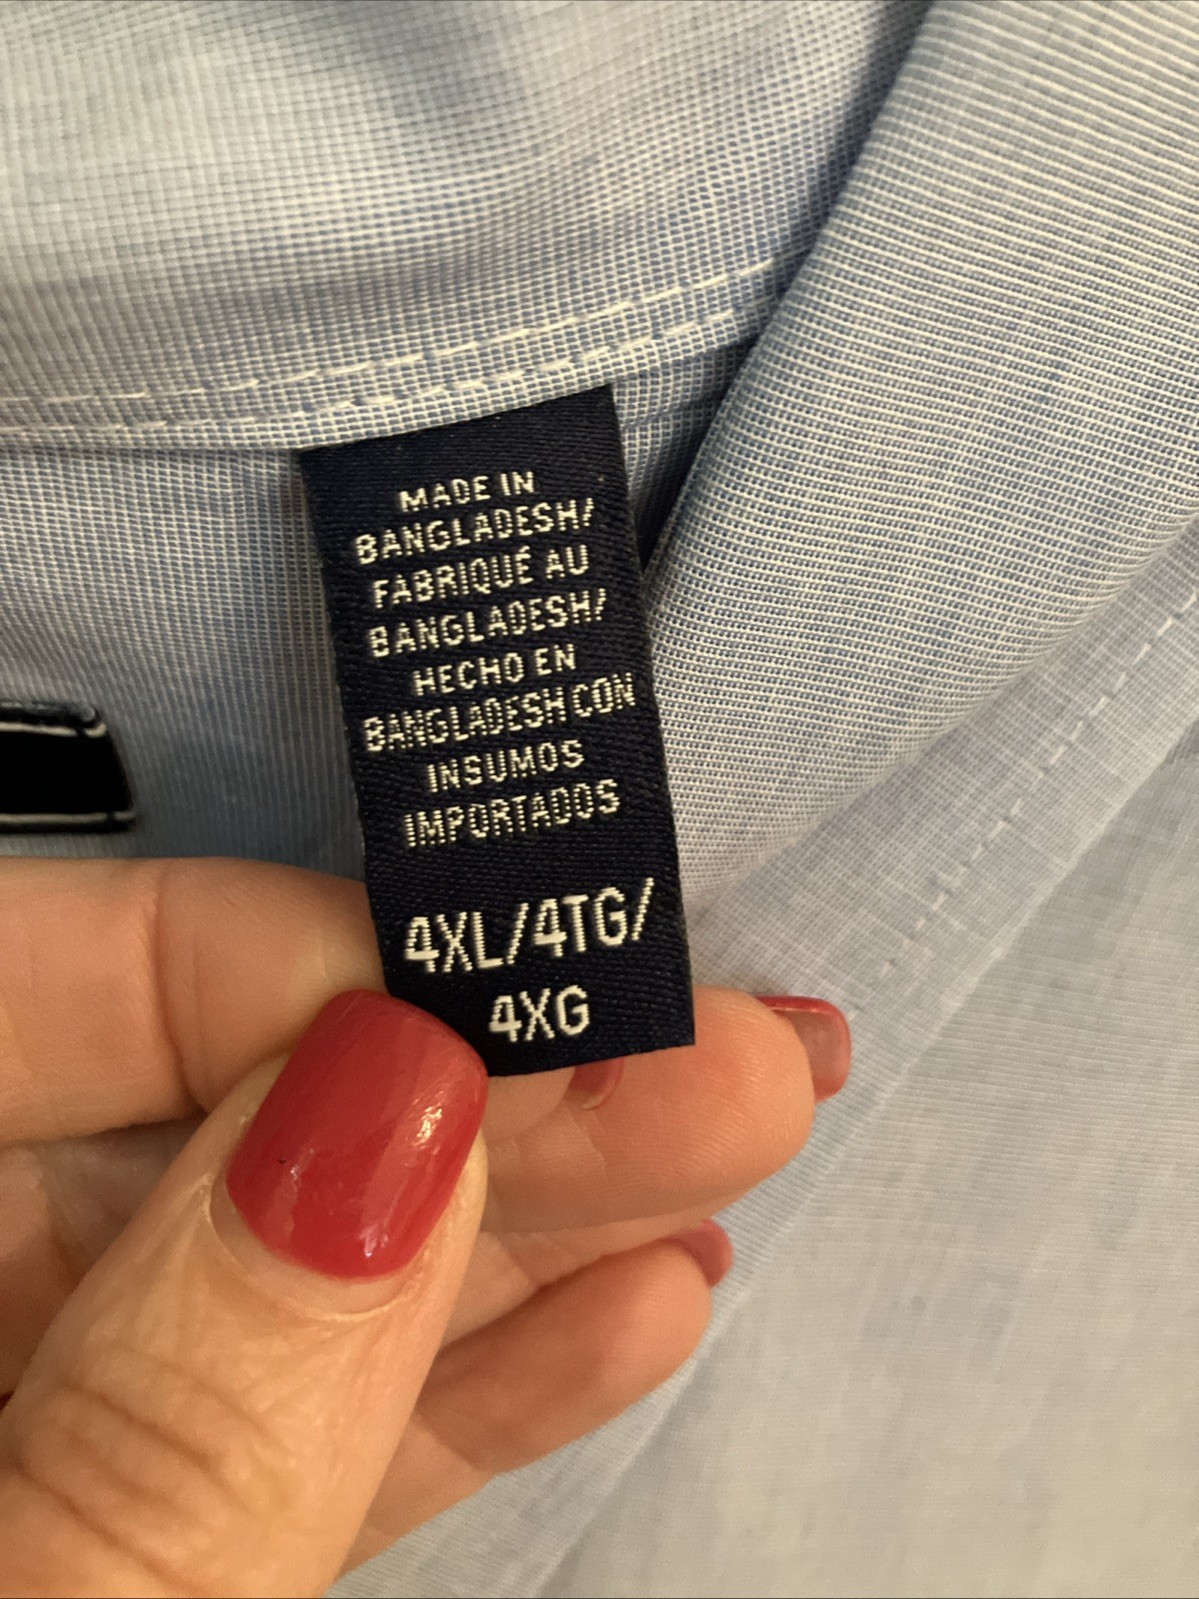 MADE IN
BANGLADESH/
FABRIQUÉ AU
BANGLADESH/
HECHO EN
BANGLADESH CON
INSUMOS
IMPORTADOS
4XL/4TG/
4XG